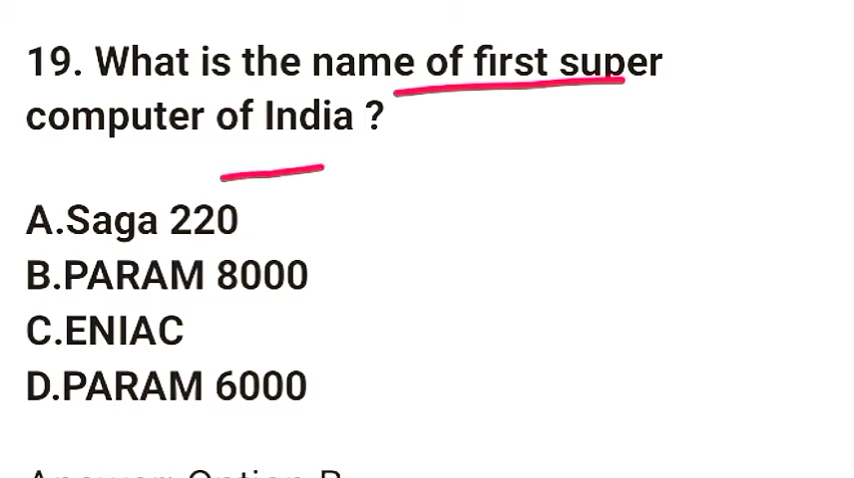 19. What is the name of first super
computer of India ?
A.Saga 220
B.PARAM 8000
C.ENIAC
D.PARAM 6000